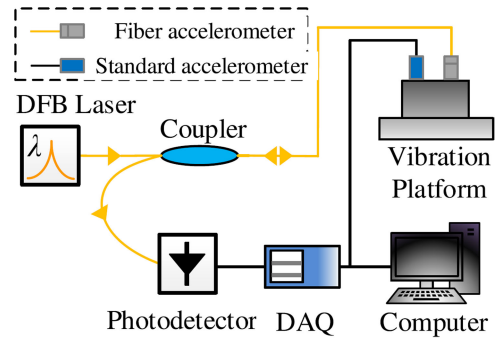 Fiber accelerometer
Standard accelerometer
DFB Laser
λ
Coupler
Vibration
Platform
Photodetector
DAQ
Computer